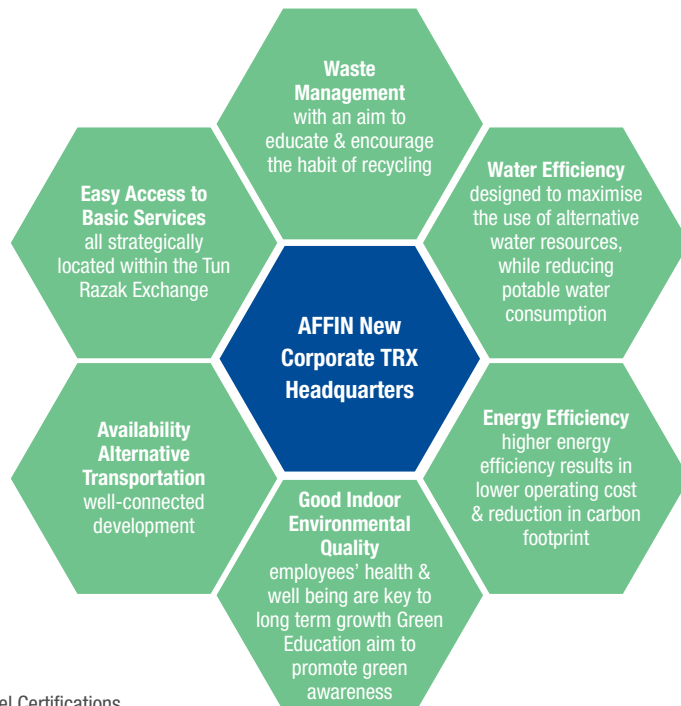 Waste
Management
with an aim to
educate & encourage
the habit of recycling
Easy Access to
Basic Services
all strategically
located within the Tun
Razak Exchange
Water Efficiency
designed to maximise
the use of alternative
water resources,
while reducing
potable water
consumption
AFFIN New
Corporate TRX
Headquarters
Availability
Alternative
Transportation
well-connected
development
Energy Efficiency
higher energy
efficiency results in
lower operating cost
& reduction in carbon
footprint
Good Indoor
Environmental
Quality
employees’ health &
well being are key to
long term growth Green
Education aim to
promote green
awareness
el Certifications